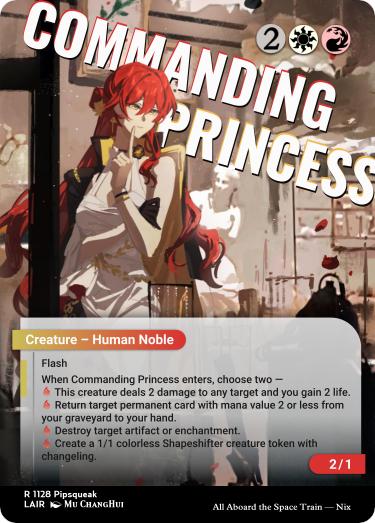 COMMANDING
PRINCESS
2
Creature – Human Noble
Flash
When Commanding Princess enters, choose two —
This creature deals 2 damage to any target and you gain 2 life.
Return target permanent card with mana value 2 or less from
your graveyard to your hand.
Destroy target artifact or enchantment.
Create a 1/1 colorless Shapeshifter creature token with
changeling.
2/1
R 1128 Pipsqueak
LAIR Mu ChangHui
All Aboard the Space Train — Nix